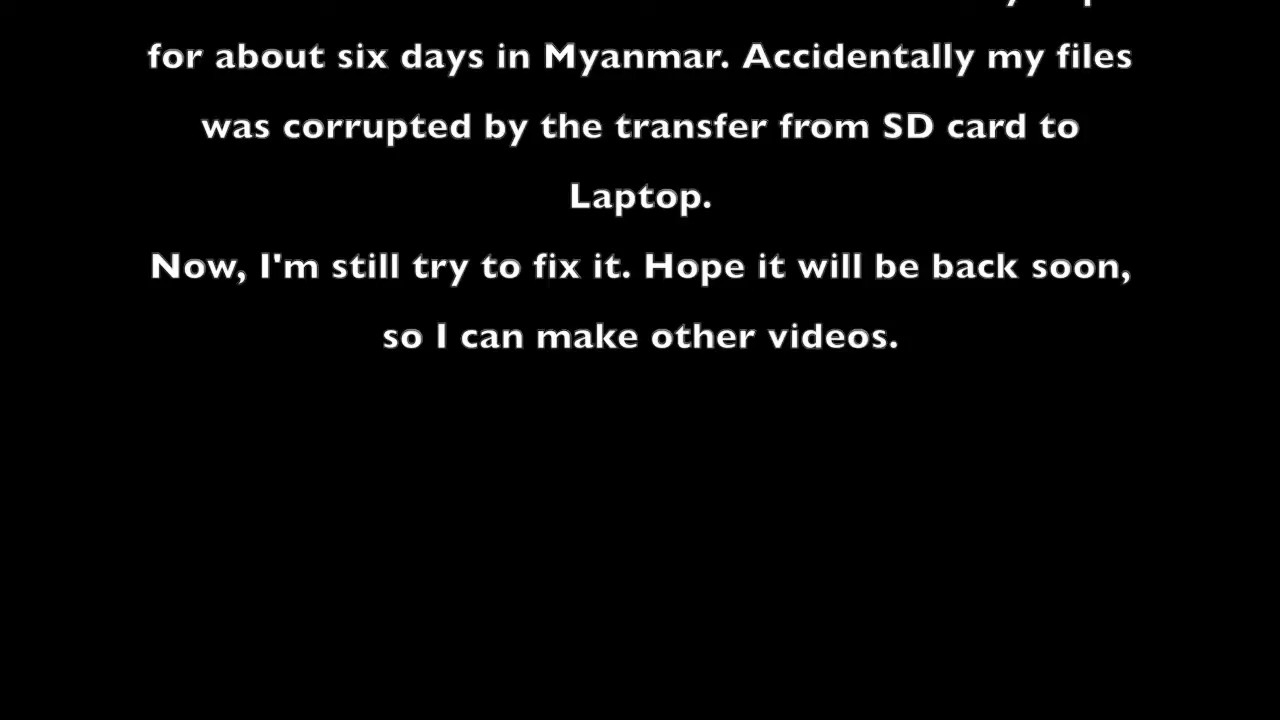 for about six days in Myanmar. Accidentally my files
was corrupted by the transfer from SD card to
Laptop.
Now, I'm still try to fix it. Hope it will be back soon,
so I can make other videos.